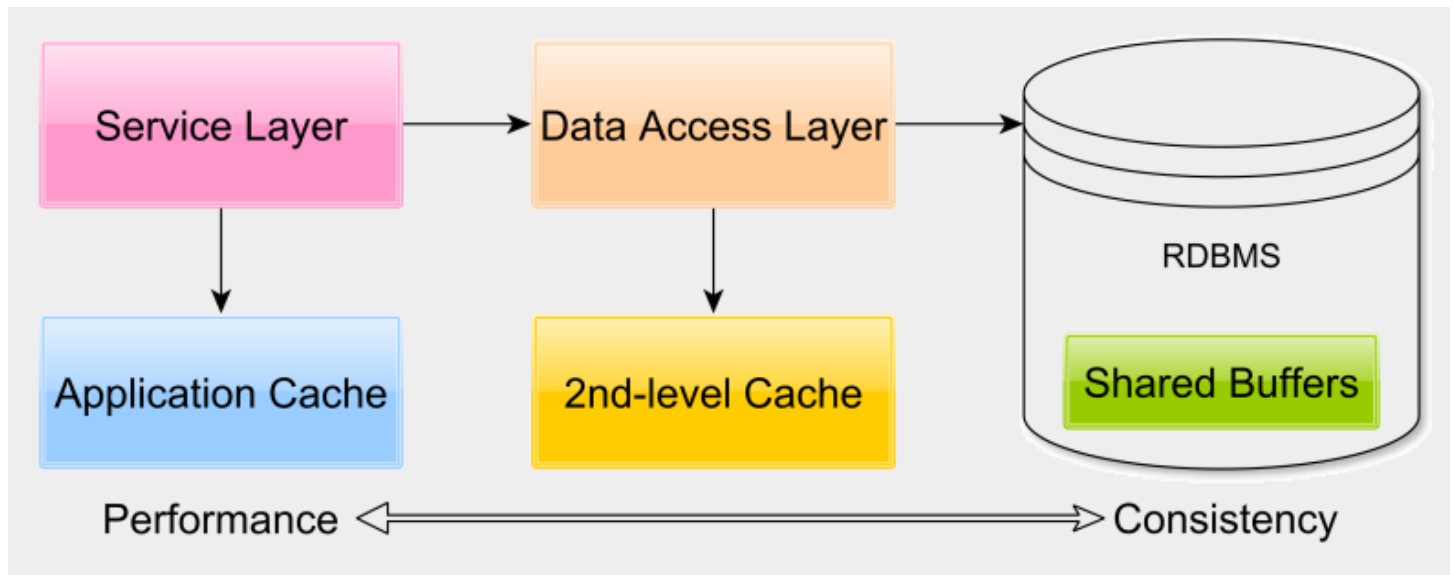 Service Layer
Data Access Layer
RDBMS
Application Cache
2nd-level Cache
Shared Buffers
Performance
Consistency